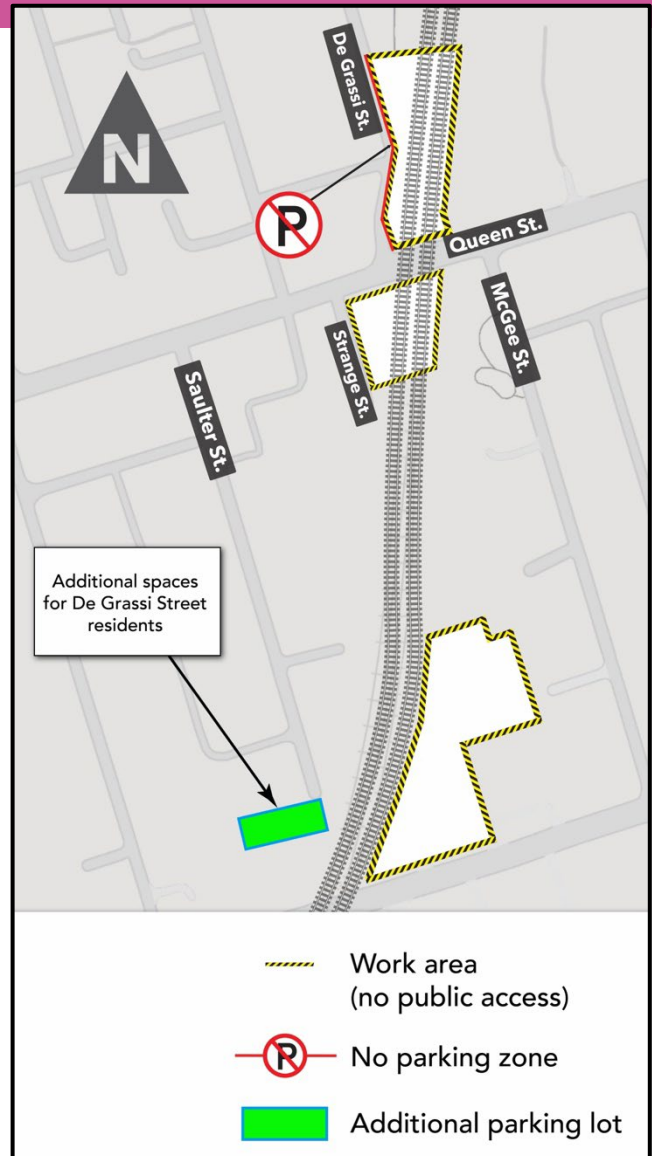 De Grassi St.
N
P
Queen St.
McGee St.
Strange St.
Saulter St.
Additional spaces
for De Grassi Street
residents
Work area
(no public access)
P
No parking zone
Additional parking lot